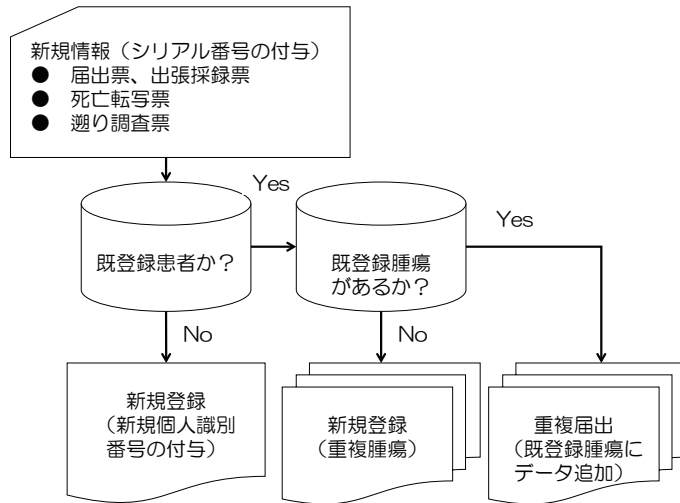 新規情報（シリアル番号の付与）
● 届出票、出張採録票
● 死亡転写票
● 遡り調査票
Yes
既登録患者か？
既登録腫瘍
があるか？
Yes
No
No
新規登録
（新規個人識別
番号の付与）
新規登録
（重複腫瘍）
重複届出
（既登録腫瘍に
データ追加）